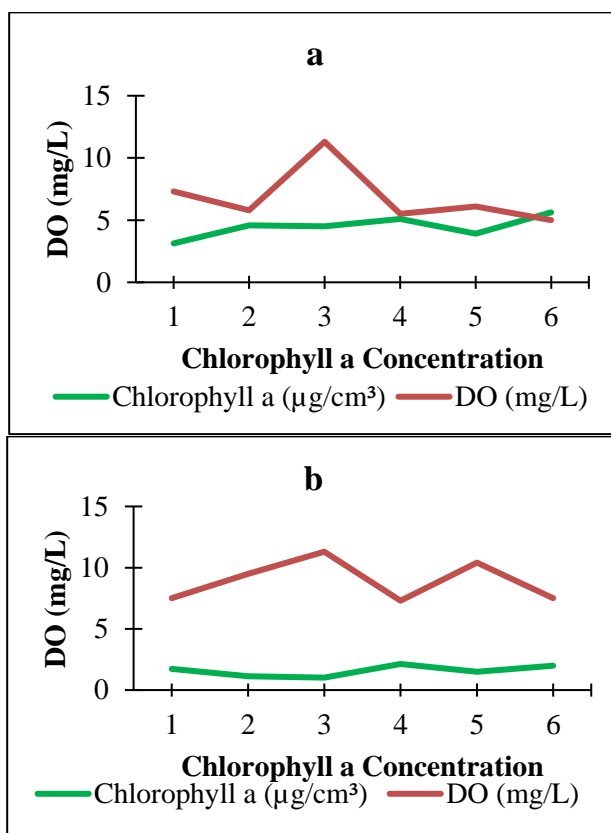 a
15
10
5
0
DO (mg/L)
1 2 3 4 5 6
Chlorophyll a Concentration
Chlorophyll a (µg/cm³) DO (mg/L)
b
15
10
5
0
DO (mg/L)
1 2 3 4 5 6
Chlorophyll a Concentration
Chlorophyll a (µg/cm³) DO (mg/L)